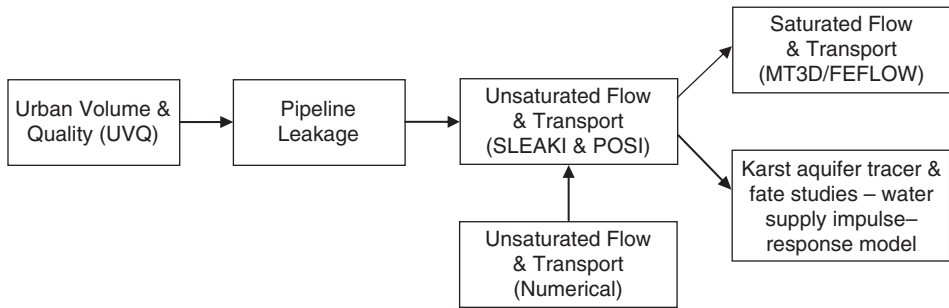 Urban Volume &
Quality (UVQ)
Pipeline
Leakage
Unsaturated Flow
& Transport
(SLEAKI & POSI)
Unsaturated Flow
& Transport
(Numerical)
Saturated Flow
& Transport
(MT3D/FEFLOW)
Karst aquifer tracer &
fate studies – water
supply impulse–
response model